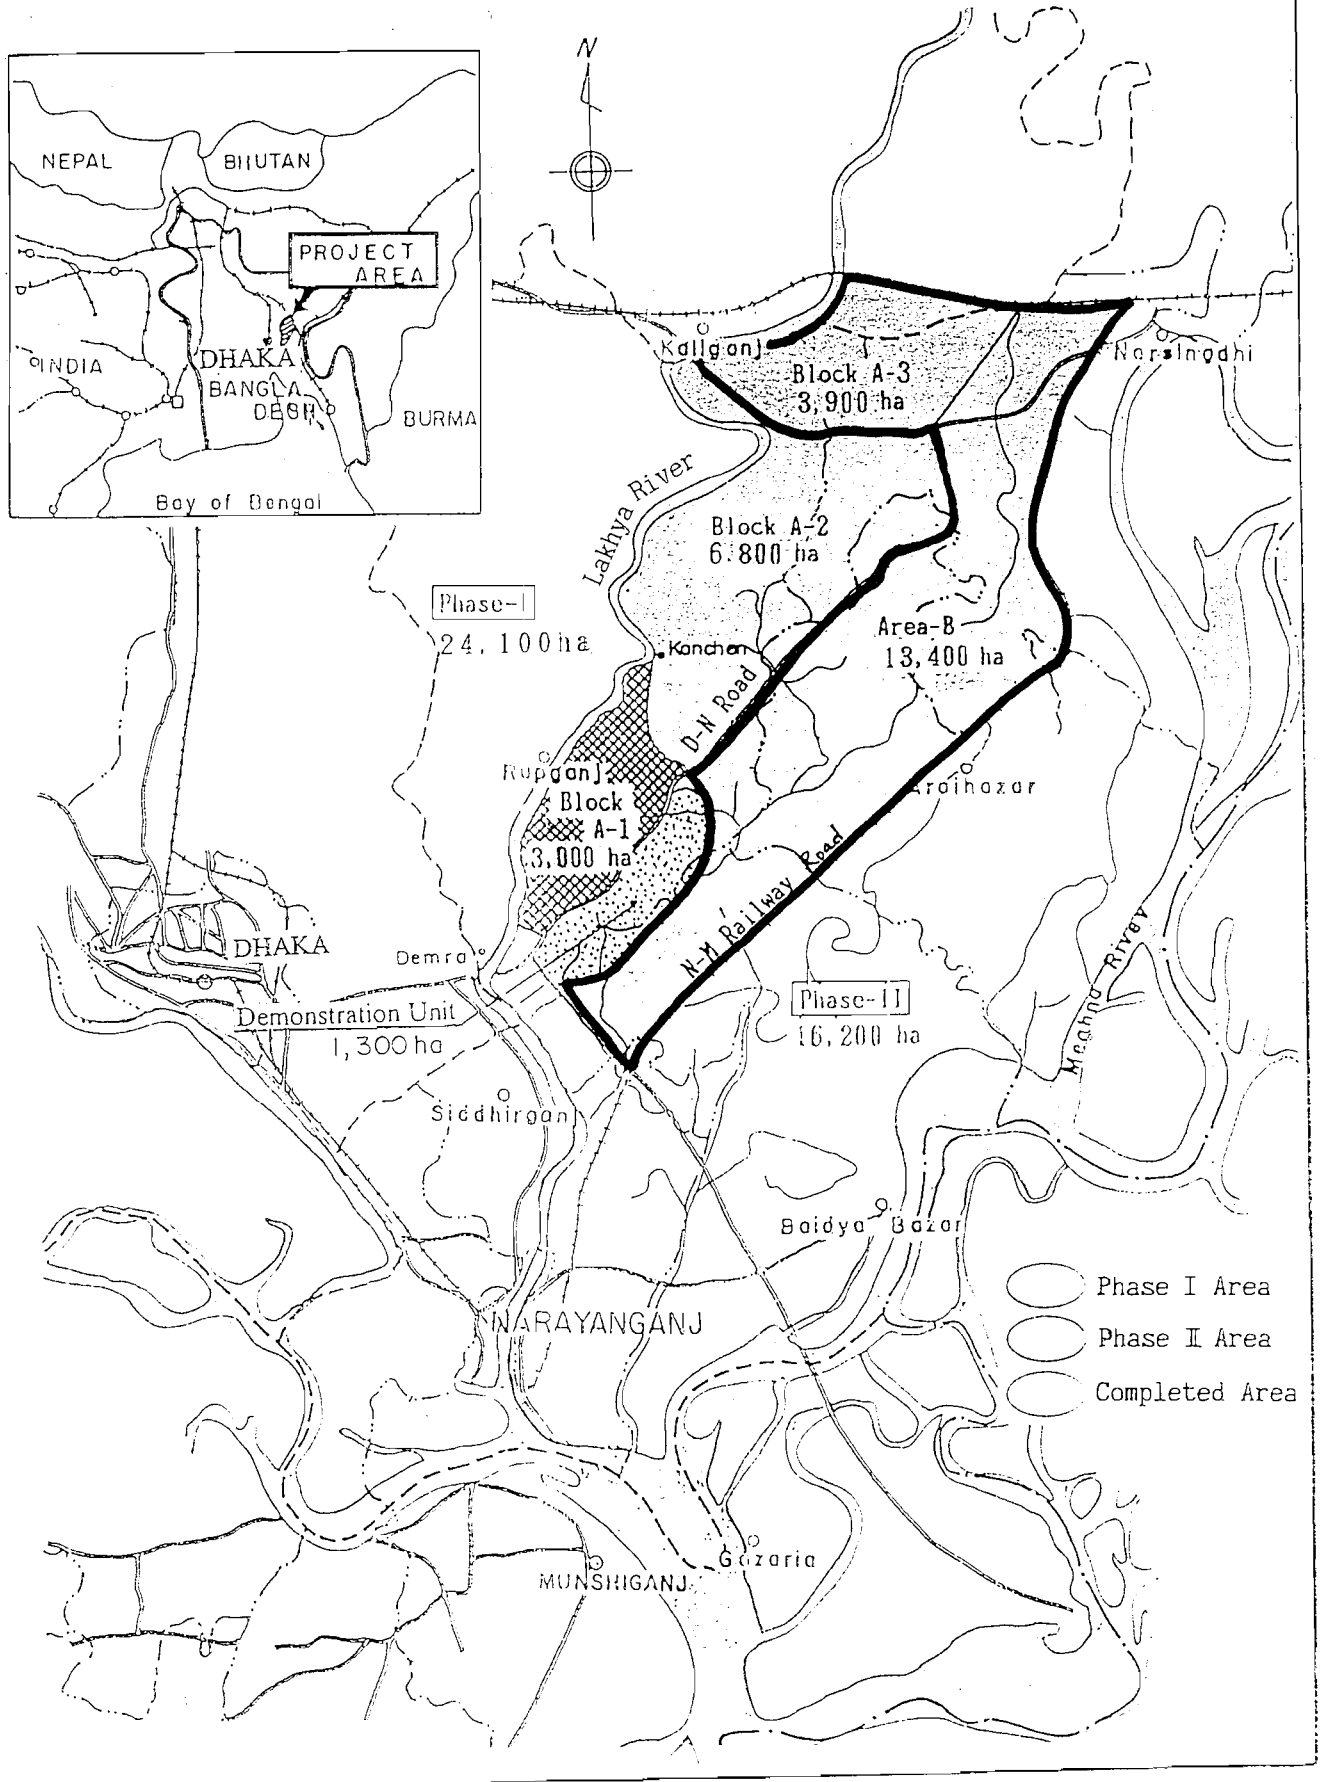 N
NEPAL
BHUTAN
PROJECT
AREA
INDIA
DHAKA
BANGLA
DESH
BURMA
Bay of Bengal
Kaliganj
Narsingdhi
Block A-3
3,900 ha
Lakhya River
Block A-2
6.800 ha
Phase-I
24,100ha
Area-B
13,400 ha
Kanchan
D-N Road
Rupganj
Block
A-1
3,000 ha
Araihazar
N-M Railway Road
DHAKA
Demra
Demonstration Unit
1,300ha
Phase-II
16,200 ha
Meghna River
Siddhirganj
Baidya Bazar
Phase I Area
NARAYANGANJ
Phase II Area
Completed Area
Gazaria
MUNSHIGANJ